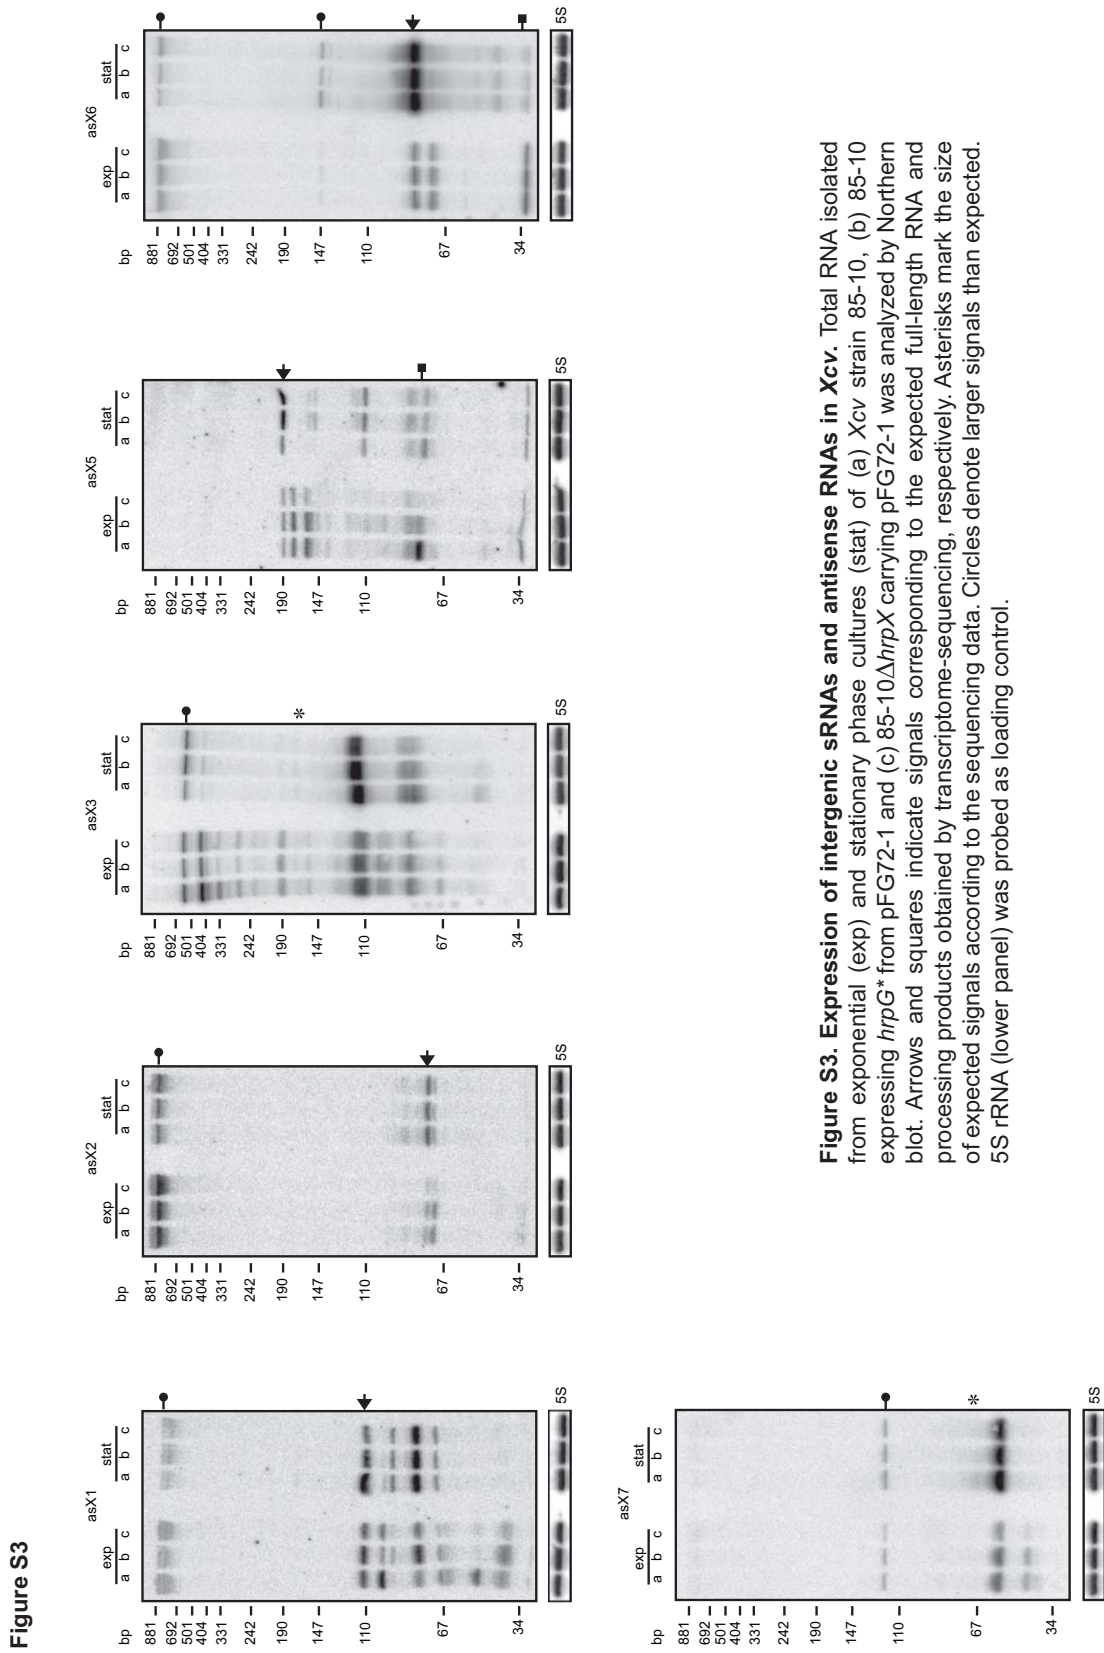 Figure S3
asX1
exp stat
bp a b c a b c
881
692
501
404
331
242
190
147
110
67
34
5S
asX2
exp stat
bp a b c a b c
881
692
501
404
331
242
190
147
110
67
34
5S
asX3
exp stat
bp a b c a b c
881
692
501
404
331
242
190
147
110
67
34
*
5S
asX5
exp stat
bp a b c a b c
881
692
501
404
331
242
190
147
110
67
34
5S
asX6
exp stat
bp a b c a b c
881
692
501
404
331
242
190
147
110
67
34
5S
asX7
exp stat
bp a b c a b c
881
692
501
404
331
242
190
147
110
67
34
*
5S
Figure S3. Expression of intergenic sRNAs and antisense RNAs in Xcv. Total RNA isolated
from exponential (exp) and stationary phase cultures (stat) of (a) Xcv strain 85-10, (b) 85-10
expressing hrpG* from pFG72-1 and (c) 85-10ΔhrpX carrying pFG72-1 was analyzed by Northern
blot. Arrows and squares indicate signals corresponding to the expected full-length RNA and
processing products obtained by transcriptome-sequencing, respectively. Asterisks mark the size
of expected signals according to the sequencing data. Circles denote larger signals than expected.
5S rRNA (lower panel) was probed as loading control.